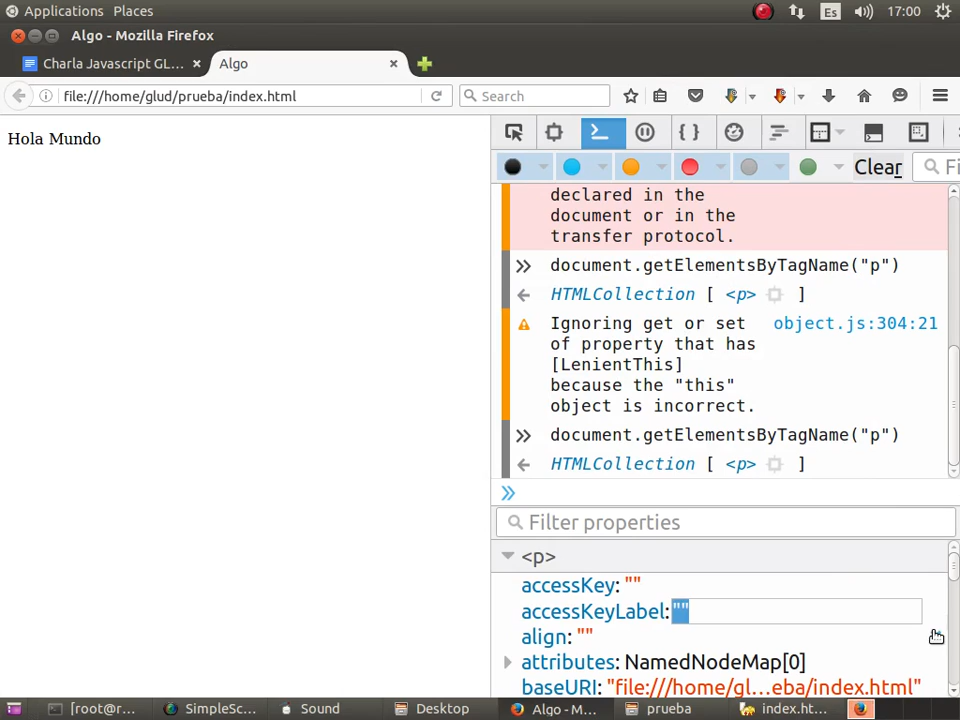 Applications Places Es 17:00
Algo - Mozilla Firefox
Charla Javascript GL... Algo
file:///home/glud/prueba/index.html Search
Clear Fi
Hola Mundo
declared in the
document or in the
transfer protocol.
document.getElementsByTagName("p")
HTMLCollection [ <p> ]
Ignoring get or set object.js:304:21
of property that has
[LenientThis]
because the "this"
object is incorrect.
document.getElementsByTagName("p")
HTMLCollection [ <p> ]
Filter properties
<p>
accessKey: ""
accessKeyLabel: ""
align: ""
attributes: NamedNodeMap[0]
baseURI: "file:///home/gl...eba/index.html"
[root@r... SimpleSc... Sound Desktop Algo - Mo... prueba index.ht...